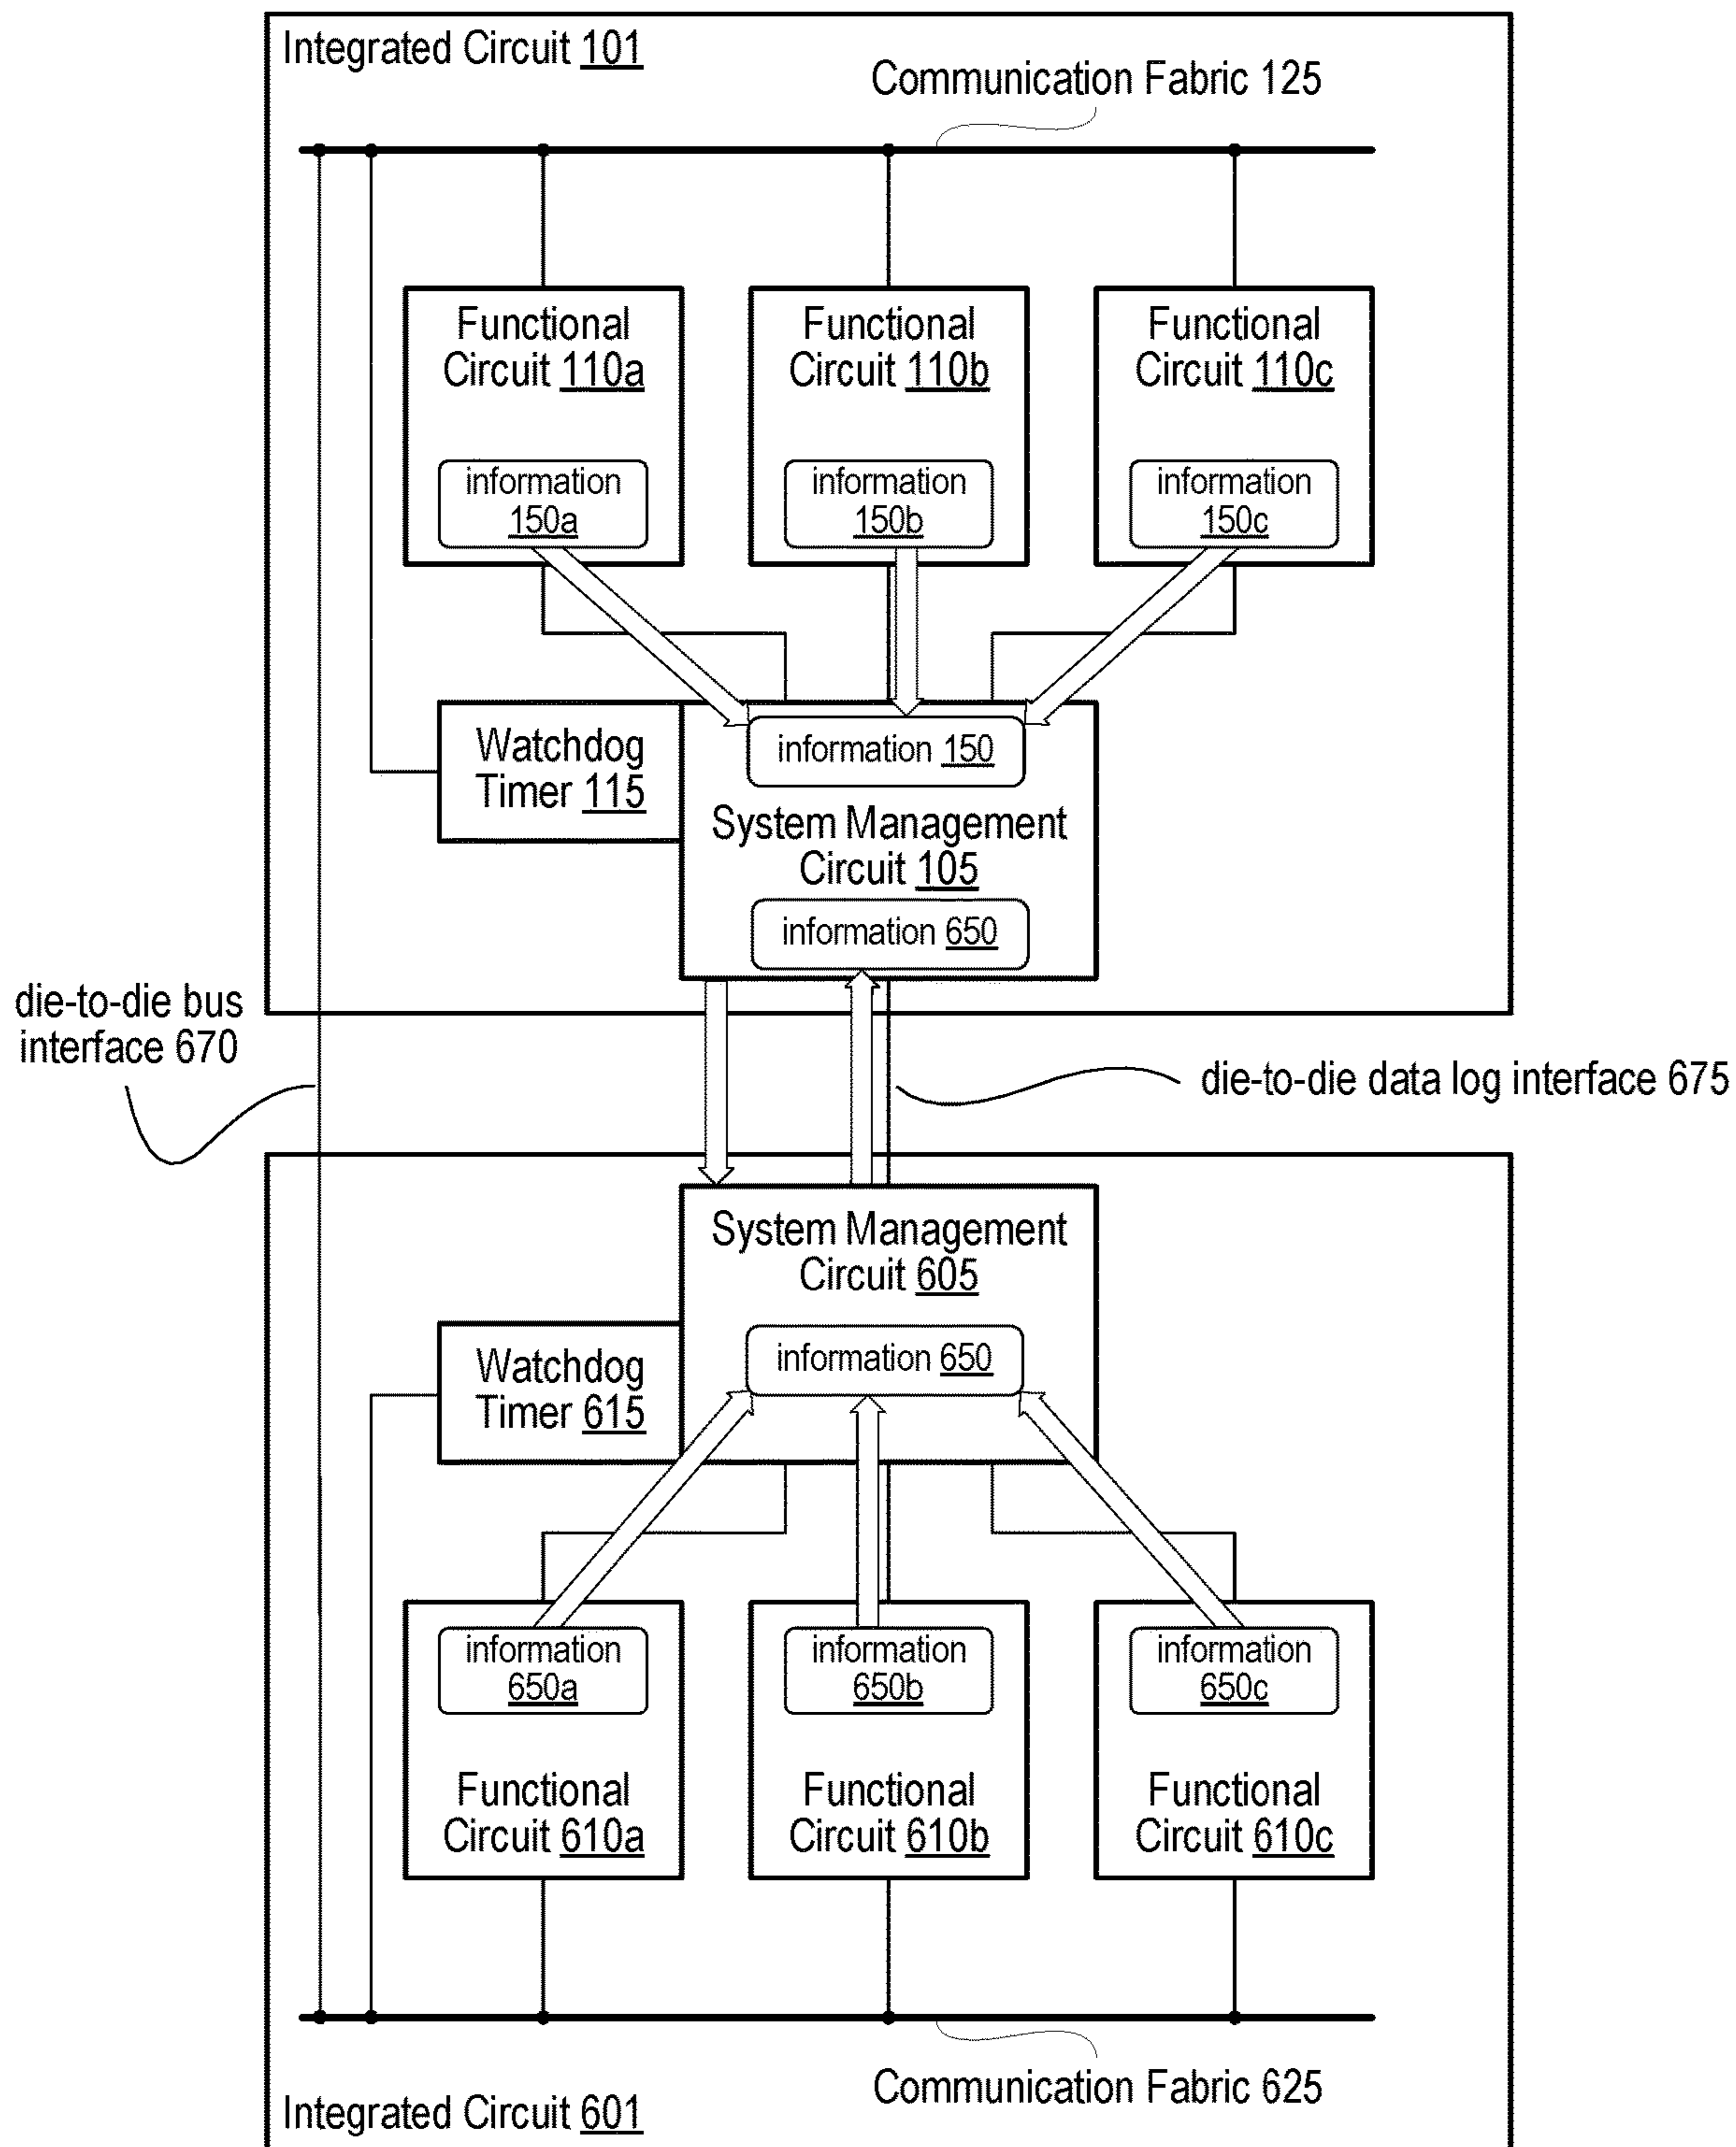 Integrated Circuit 101
Communication Fabric 125
Functional
Circuit 110a
Functional
Circuit 110b
Functional
Circuit 110c
information
150a
information
150b
information
150c
Watchdog
Timer 115
information 150
System Management
Circuit 105
information 650
die-to-die bus
interface 670
die-to-die data log interface 675
System Management
Circuit 605
information 650
Watchdog
Timer 615
information
650a
information
650b
information
650c
Functional
Circuit 610a
Functional
Circuit 610b
Functional
Circuit 610c
Communication Fabric 625
Integrated Circuit 601